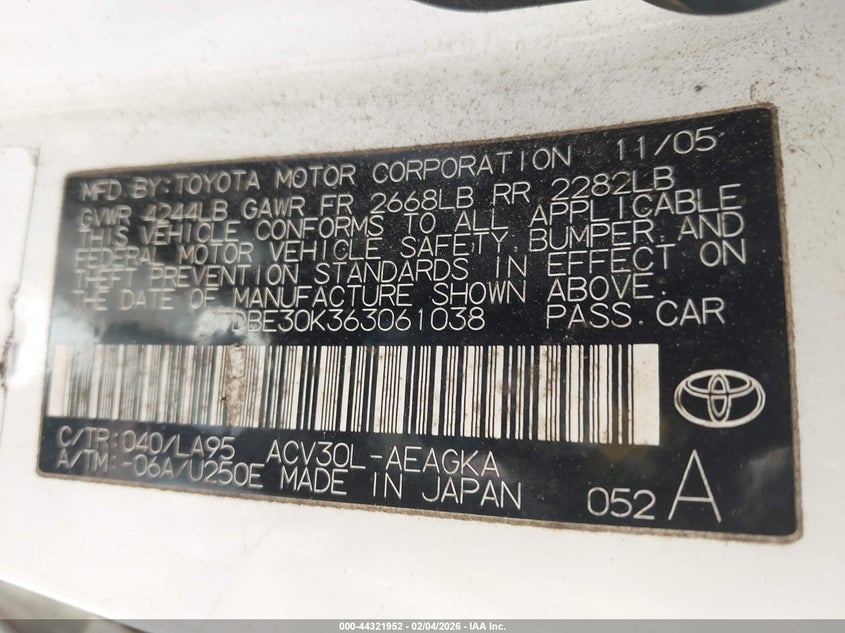 MFD. BY: TOYOTA MOTOR CORPORATION 11/05
GVWR 4244LB GAWR FR 2668LB RR 2282LB
THIS VEHICLE CONFORMS TO ALL APPLICABLE
FEDERAL MOTOR VEHICLE SAFETY, BUMPER, AND
THEFT PREVENTION STANDARDS IN EFFECT ON
THE DATE OF MANUFACTURE SHOWN ABOVE.
TDBE30K363061038 PASS. CAR
C/TR: 040/LA95 ACV30L-AEAGKA
A/TM: -06A/U250E MADE IN JAPAN
052 A
000-44321952 - 02/04/2026 - IAA Inc.